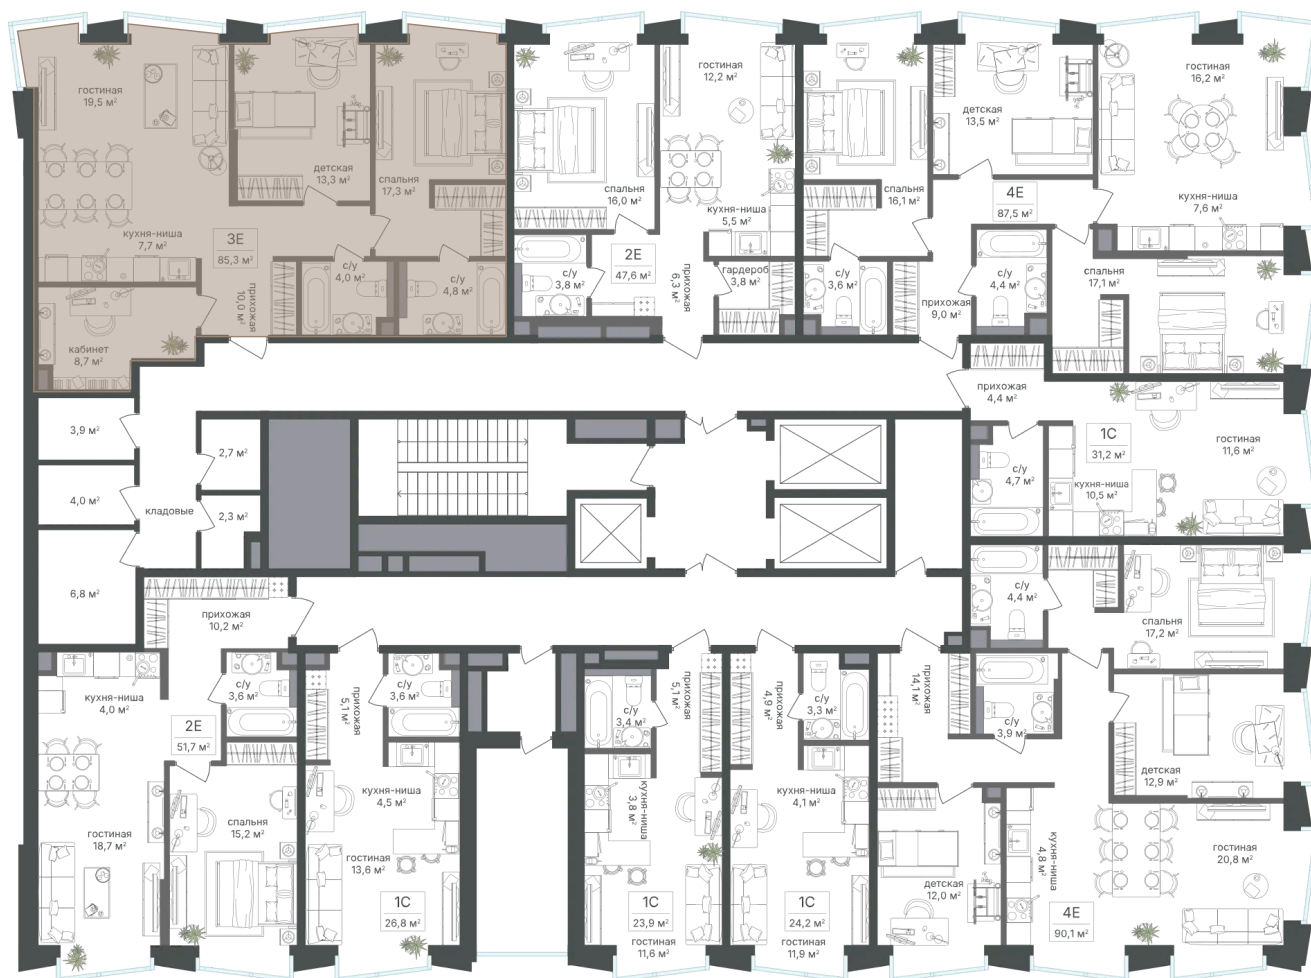 гостиная
19,5 м²
детская
13,3 м²
спальня
17,3 м²
кухня-ниша
7,7 м²
3Е
85,3 м²
прихожая
10,0 м²
с/у
4,0 м²
с/у
4,8 м²
кабинет
8,7 м²
спальня
16,0 м²
гостиная
12,2 м²
кухня-ниша
5,5 м²
2Е
47,6 м²
с/у
3,8 м²
прихожая
6,3 м²
гардероб
3,8 м²
спальня
16,1 м²
детская
13,5 м²
гостиная
16,2 м²
4Е
87,5 м²
кухня-ниша
7,6 м²
с/у
3,6 м²
прихожая
9,0 м²
с/у
4,4 м²
спальня
17,1 м²
3,9 м²
4,0 м²
6,8 м²
кладовые
2,7 м²
2,3 м²
прихожая
4,4 м²
1С
31,2 м²
гостиная
11,6 м²
с/у
4,7 м²
кухня-ниша
10,5 м²
с/у
4,4 м²
спальня
17,2 м²
прихожая
10,2 м²
кухня-ниша
4,0 м²
с/у
3,6 м²
2Е
51,7 м²
гостиная
18,7 м²
спальня
15,2 м²
прихожая
5,1 м²
с/у
3,6 м²
кухня-ниша
4,5 м²
гостиная
13,6 м²
1С
26,8 м²
с/у
3,4 м²
прихожая
5,1 м²
кухня-ниша
3,8 м²
1С
23,9 м²
гостиная
11,6 м²
прихожая
4,9 м²
с/у
3,3 м²
кухня-ниша
4,1 м²
1С
24,2 м²
гостиная
11,9 м²
прихожая
14,1 м²
с/у
3,9 м²
детская
12,9 м²
детская
12,0 м²
кухня-ниша
4,8 м²
гостиная
20,8 м²
4Е
90,1 м²